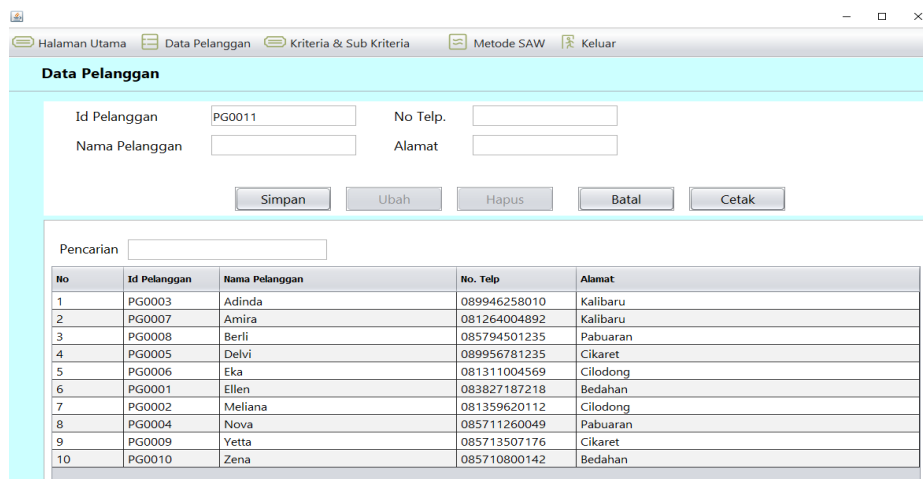 Halaman Utama Data Pelanggan Kriteria & Sub Kriteria Metode SAW Keluar
Data Pelanggan
Id Pelanggan PG0011 No Telp.
Nama Pelanggan Alamat
Simpan Ubah Hapus Batal Cetak
Pencarian
No Id Pelanggan Nama Pelanggan No. Telp Alamat
1 PG0003 Adinda 089946258010 Kalibaru
2 PG0007 Amira 081264004892 Kalibaru
3 PG0008 Berli 085794501235 Pabuaran
4 PG0005 Delvi 089956781235 Cikaret
5 PG0006 Eka 081311004569 Cilodong
6 PG0001 Ellen 083827187218 Bedahan
7 PG0002 Meliana 081359620112 Cilodong
8 PG0004 Nova 085711260049 Pabuaran
9 PG0009 Yetta 085713507176 Cikaret
10 PG0010 Zena 085710800142 Bedahan